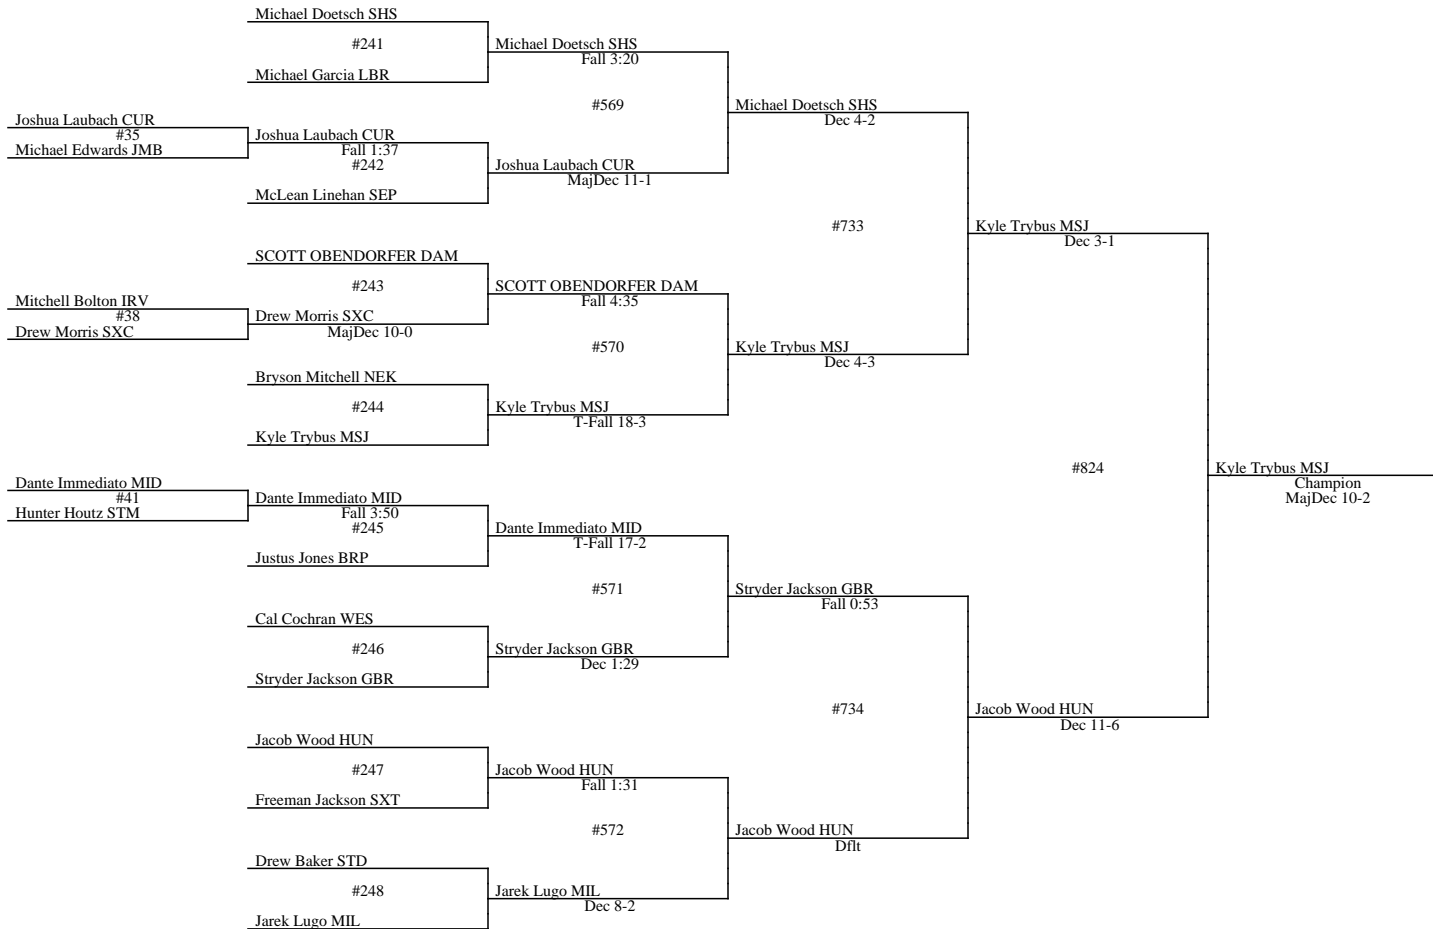 Michael Doetsch SHS
#241
Michael Doetsch SHS
Fall 3:20
Michael Garcia LBR
#569
Michael Doetsch SHS
Dec 4-2
Joshua Laubach CUR
#35
Michael Edwards JMB
Joshua Laubach CUR
Fall 1:37
#242
Joshua Laubach CUR
MajDec 11-1
McLean Linehan SEP
#733
Kyle Trybus MSJ
Dec 3-1
SCOTT OBENDORFER DAM
#243
SCOTT OBENDORFER DAM
Fall 4:35
Mitchell Bolton IRV
#38
Drew Morris SXC
Drew Morris SXC
MajDec 10-0
#570
Kyle Trybus MSJ
Dec 4-3
Bryson Mitchell NEK
#244
Kyle Trybus MSJ
T-Fall 18-3
Kyle Trybus MSJ
#824
Kyle Trybus MSJ
Champion
MajDec 10-2
Dante Immediato MID
#41
Hunter Houtz STM
Dante Immediato MID
Fall 3:50
#245
Dante Immediato MID
T-Fall 17-2
Justus Jones BRP
#571
Stryder Jackson GBR
Fall 0:53
Cal Cochran WES
#246
Stryder Jackson GBR
Dec 1:29
Stryder Jackson GBR
#734
Jacob Wood HUN
Dec 11-6
Jacob Wood HUN
#247
Jacob Wood HUN
Fall 1:31
Freeman Jackson SXT
#572
Jacob Wood HUN
Dflt
Drew Baker STD
#248
Jarek Lugo MIL
Dec 8-2
Jarek Lugo MIL